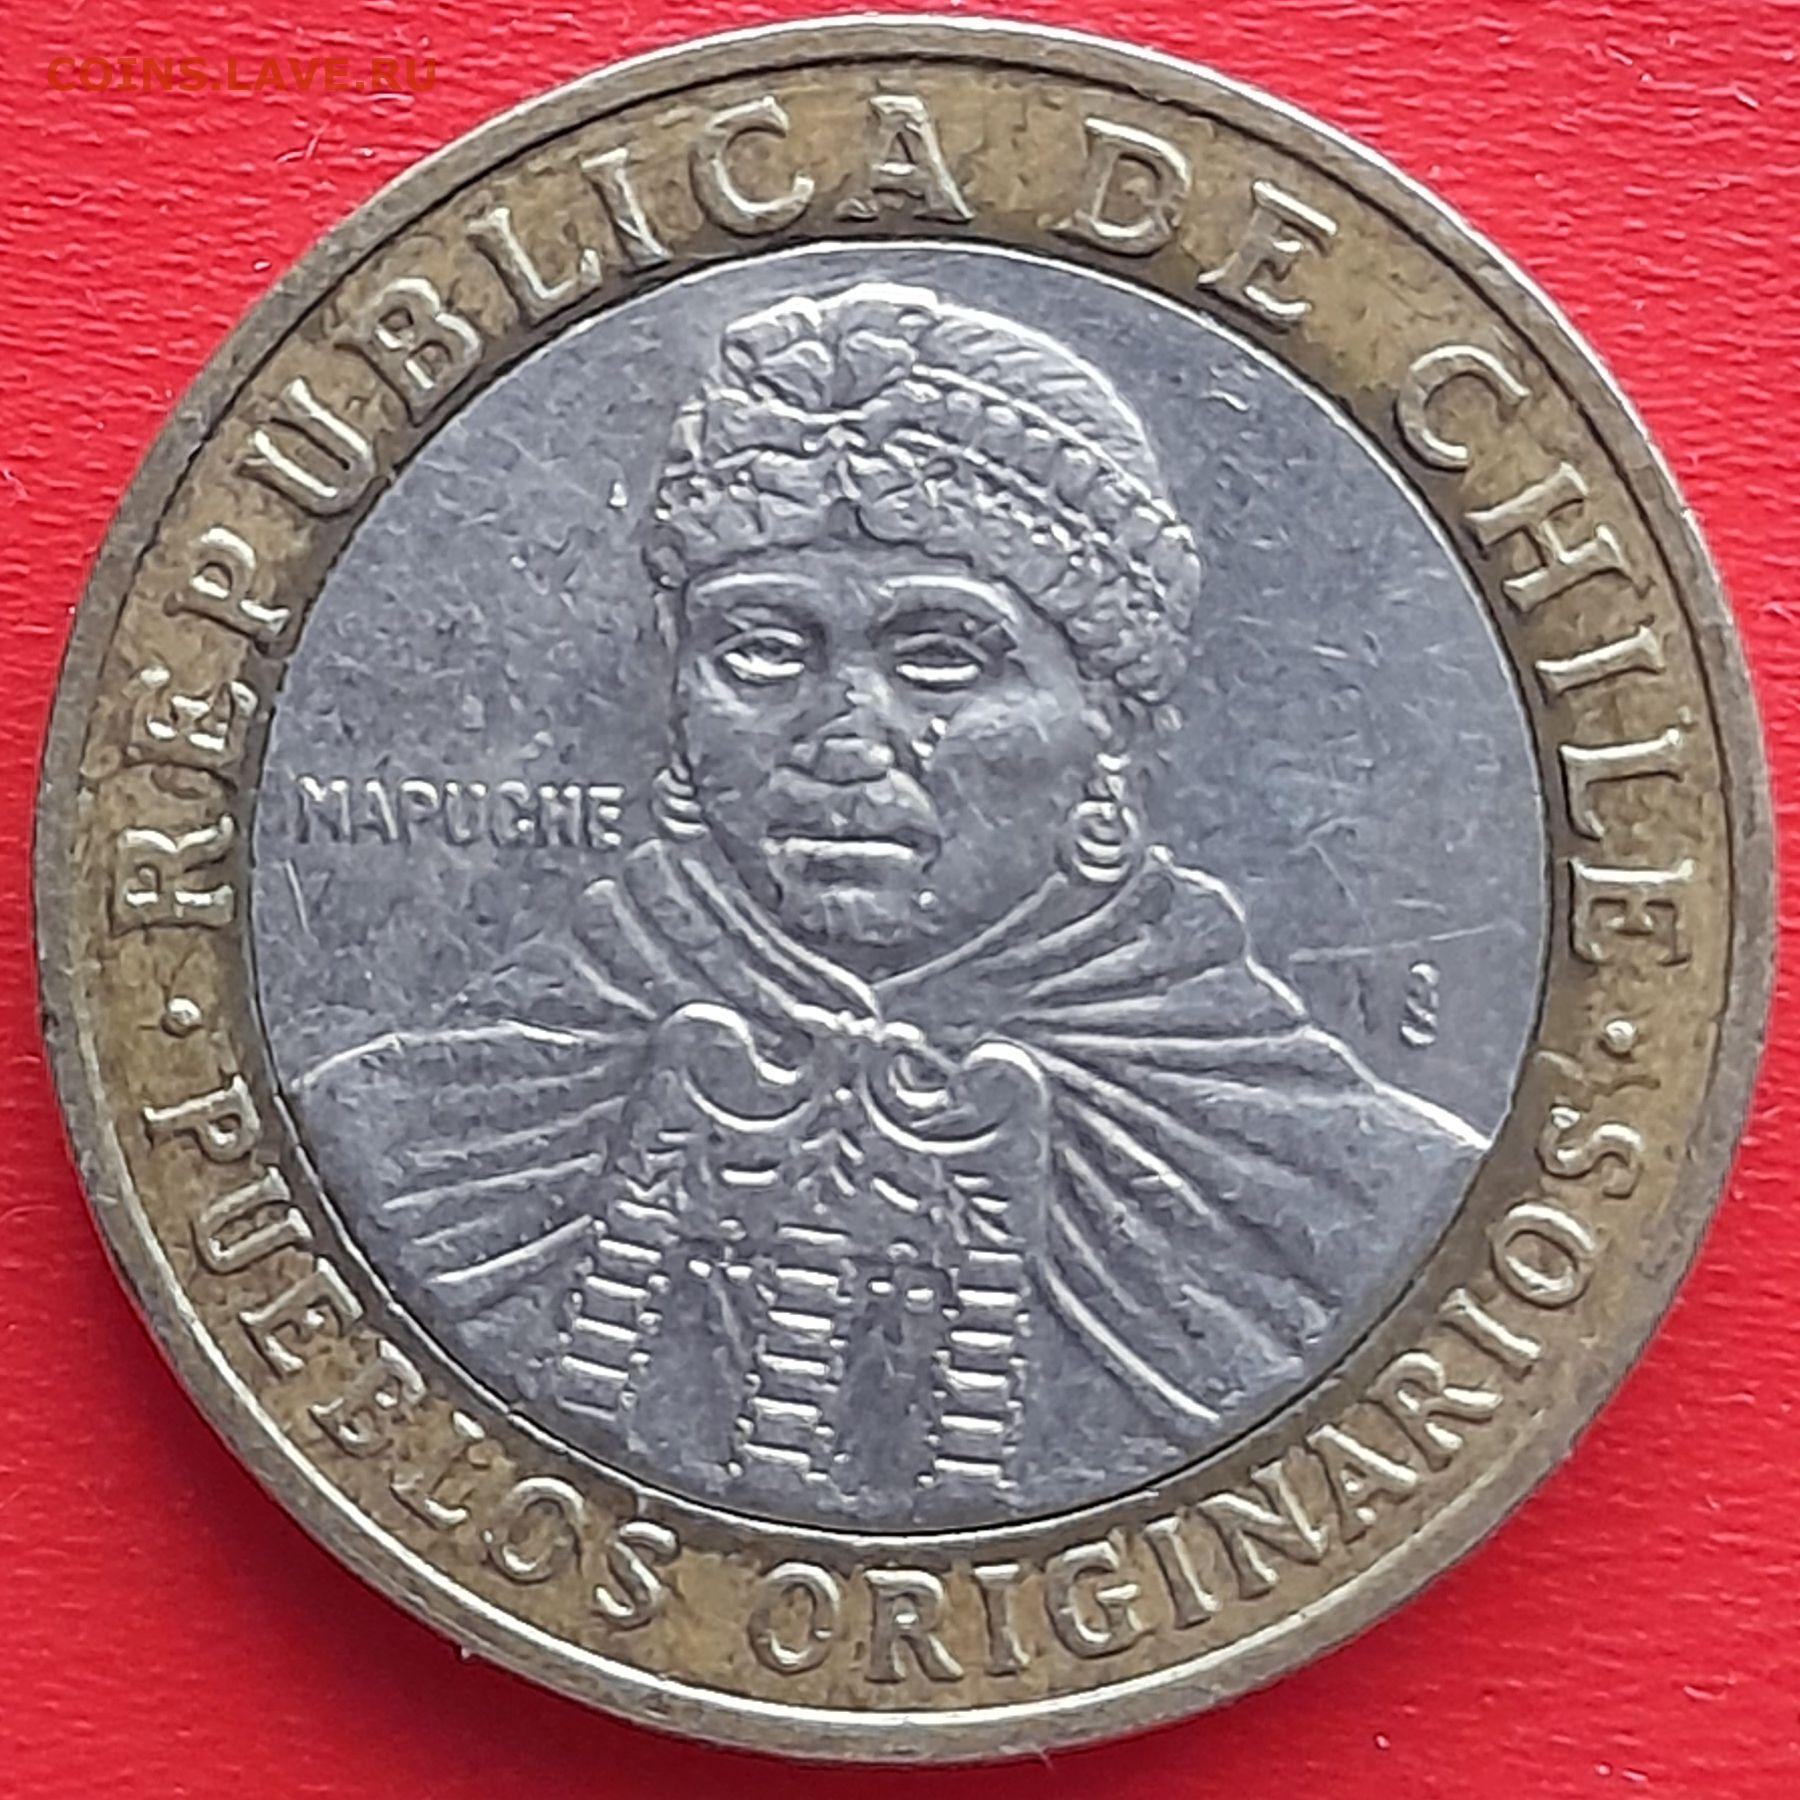 COINS.LAVE.RU
· REPUBLICA DE CHILE ·
MAPUCHE
PUEBLOS ORIGINARIOS